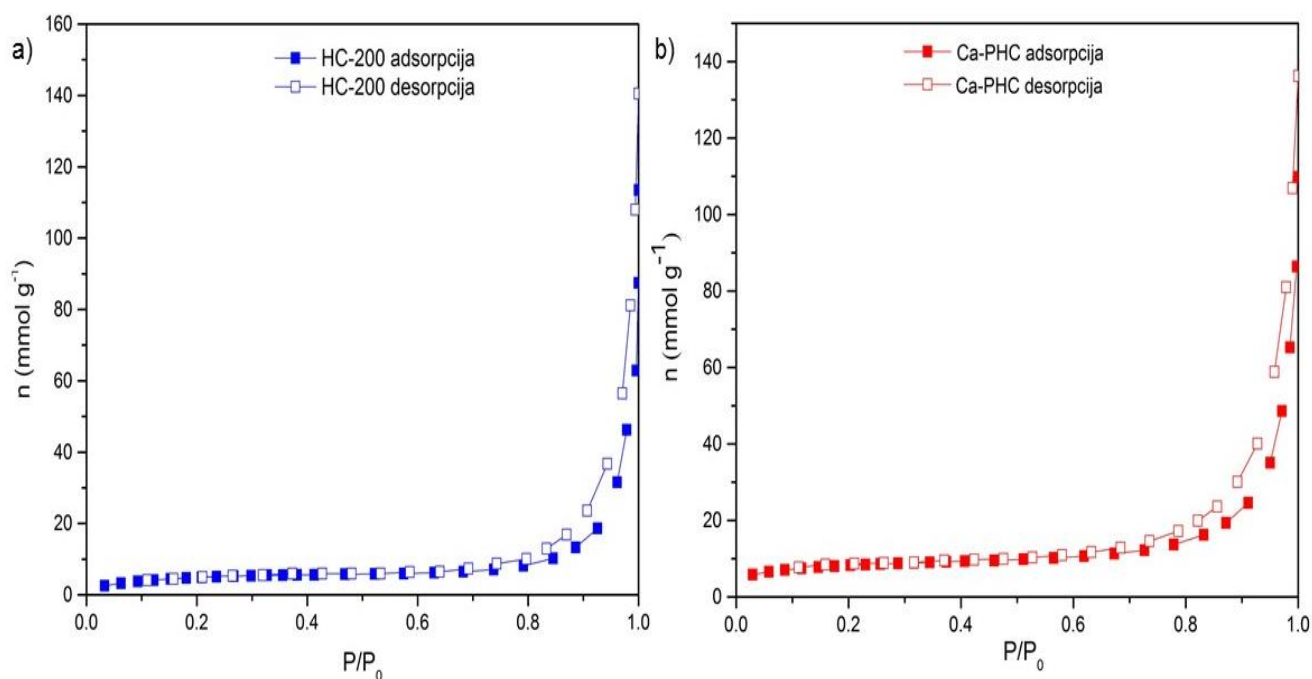 a)
HC-200 adsorpcija
HC-200 desorpcija
n (mmol g⁻¹)
160
140
120
100
80
60
40
20
0
0.0 0.2 0.4 0.6 0.8 1.0
P/P₀
b)
Ca-PHC adsorpcija
Ca-PHC desorpcija
n (mmol g⁻¹)
140
120
100
80
60
40
20
0
0.0 0.2 0.4 0.6 0.8 1.0
P/P₀